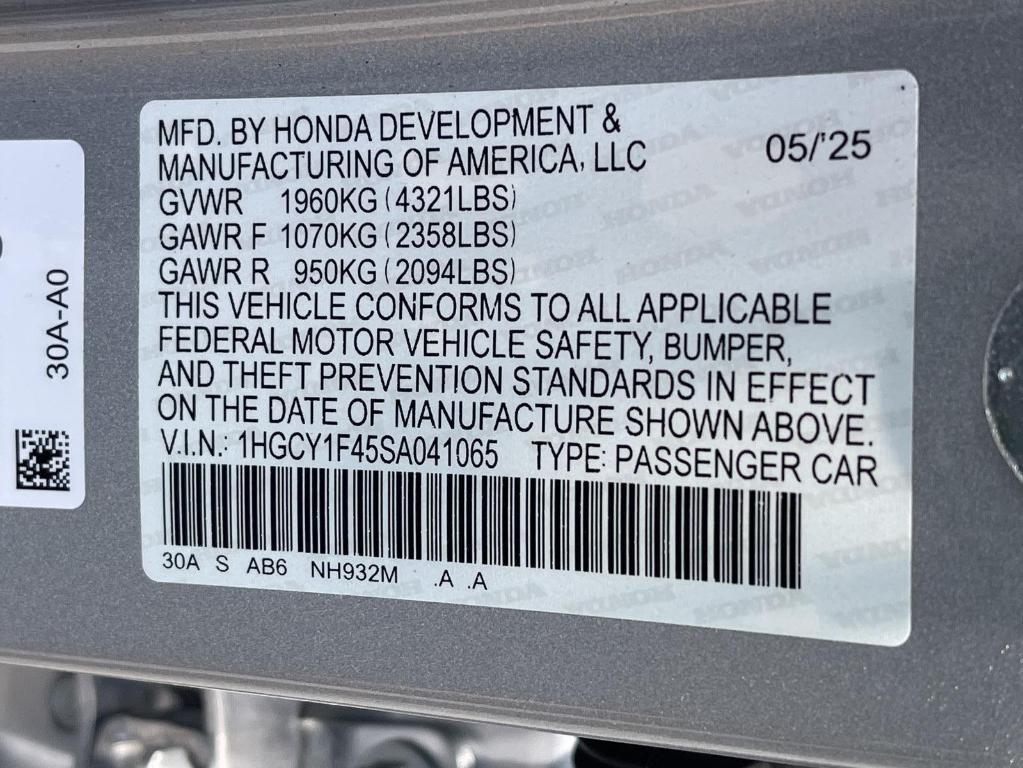 MFD. BY HONDA DEVELOPMENT &
MANUFACTURING OF AMERICA, LLC 05/'25
GVWR 1960KG (4321LBS)
GAWR F 1070KG (2358LBS)
GAWR R 950KG (2094LBS)
THIS VEHICLE CONFORMS TO ALL APPLICABLE
FEDERAL MOTOR VEHICLE SAFETY, BUMPER,
AND THEFT PREVENTION STANDARDS IN EFFECT
ON THE DATE OF MANUFACTURE SHOWN ABOVE.
V.I.N.: 1HGCY1F45SA041065 TYPE: PASSENGER CAR
30A S AB6 NH932M .A .A
30A-A0